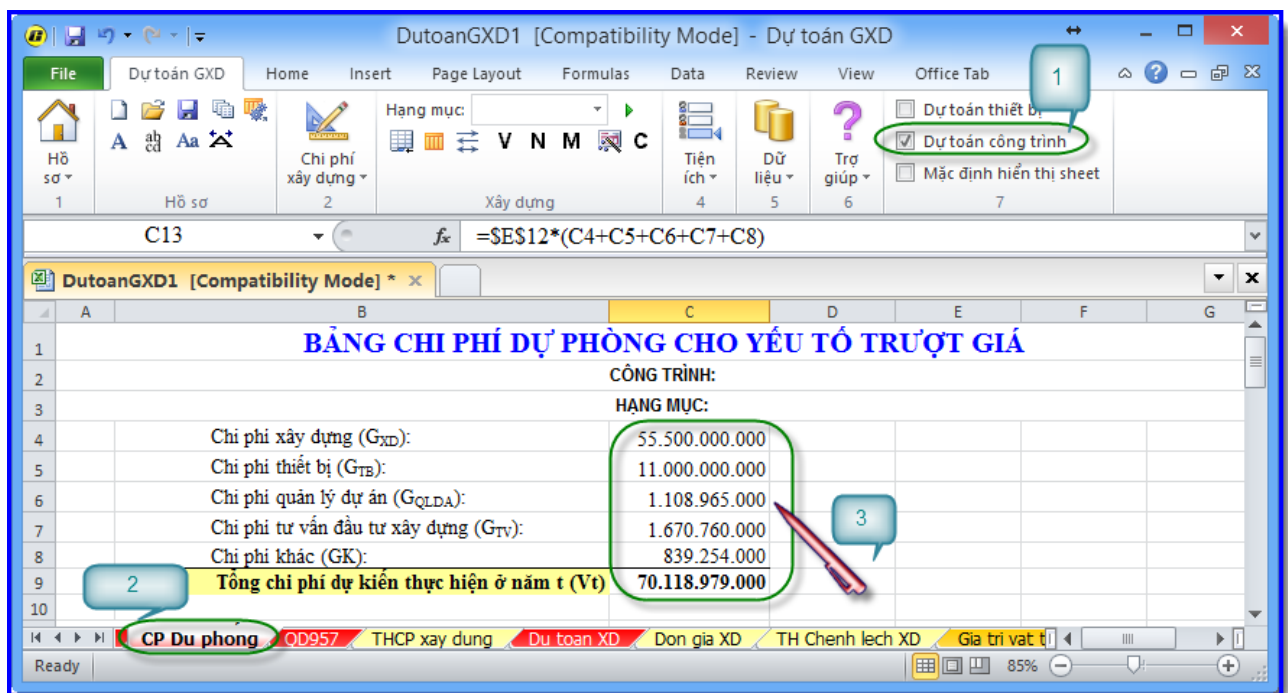 DutoanGXD1 [Compatibility Mode] - Dự toán GXD
File Dự toán GXD Home Insert Page Layout Formulas Data Review View Office Tab 1
Hạng mục: Dự toán thiết bị
A ab cd Aa V N M C Dự toán công trình
Hồ sơ Chi phí xây dựng Tiện ích Dữ liệu Trợ giúp Mặc định hiển thị sheet
1 Hồ sơ 2 Xây dựng 4 5 6 7
C13 fx =$E$12*(C4+C5+C6+C7+C8)
DutoanGXD1 [Compatibility Mode] *
A B C D E F G
1 BẢNG CHI PHÍ DỰ PHÒNG CHO YẾU TỐ TRƯỢT GIÁ
2 CÔNG TRÌNH:
3 HẠNG MỤC:
4 Chi phí xây dựng (GXD): 55.500.000.000
5 Chi phí thiết bị (GTB): 11.000.000.000
6 Chi phí quản lý dự án (GQLDA): 1.108.965.000
7 Chi phí tư vấn đầu tư xây dựng (GTV): 1.670.760.000 3
8 Chi phí khác (GK): 839.254.000
9 Tổng chi phí dự kiến thực hiện ở năm t (Vt) 70.118.979.000
2
10
CP Du phong QD957 THCP xay dung Du toan XD Don gia XD TH Chenh lech XD Gia tri vat t
Ready 85%